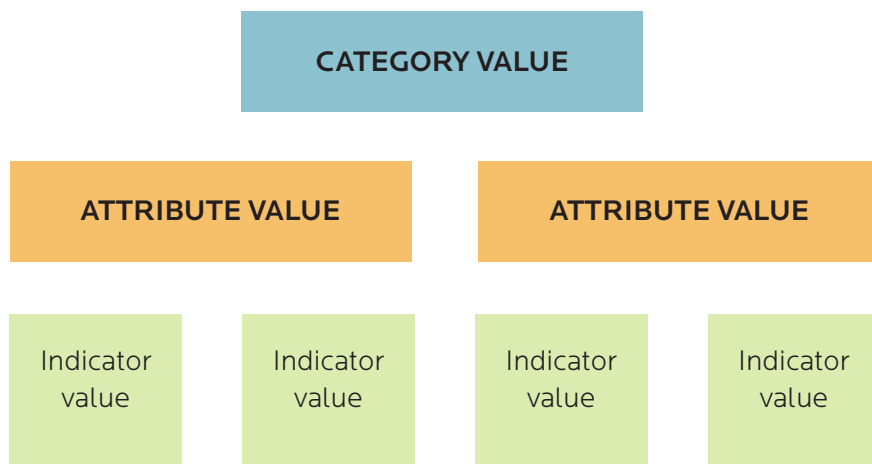 CATEGORY VALUE
ATTRIBUTE VALUE
ATTRIBUTE VALUE
Indicator
value
Indicator
value
Indicator
value
Indicator
value